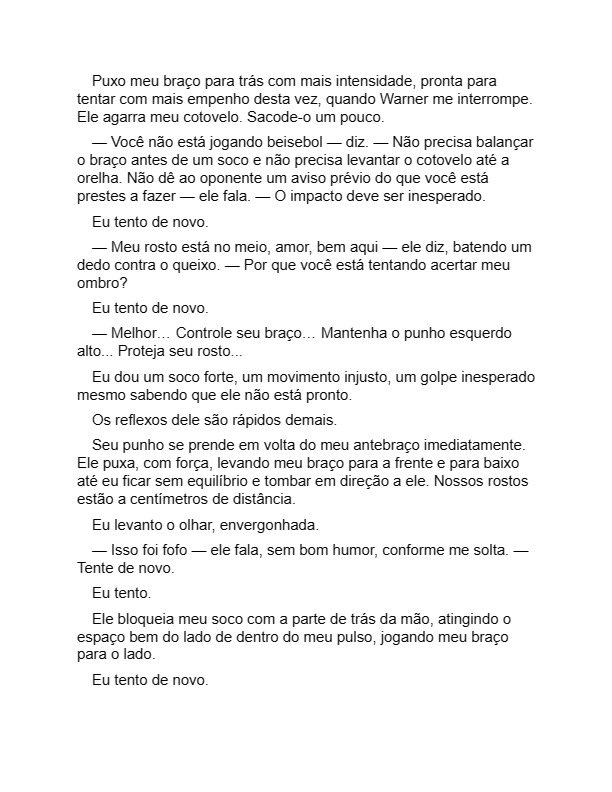 Puxo meu braço para trás com mais intensidade, pronta para
tentar com mais empenho desta vez, quando Warner me interrompe.
Ele agarra meu cotovelo. Sacode-o um pouco.
— Você não está jogando beisebol — diz. — Não precisa balançar
o braço antes de um soco e não precisa levantar o cotovelo até a
orelha. Não dê ao oponente um aviso prévio do que você está
prestes a fazer — ele fala. — O impacto deve ser inesperado.
Eu tento de novo.
— Meu rosto está no meio, amor, bem aqui — ele diz, batendo um
dedo contra o queixo. — Por que você está tentando acertar meu
ombro?
Eu tento de novo.
— Melhor… Controle seu braço… Mantenha o punho esquerdo
alto... Proteja seu rosto...
Eu dou um soco forte, um movimento injusto, um golpe inesperado
mesmo sabendo que ele não está pronto.
Os reflexos dele são rápidos demais.
Seu punho se prende em volta do meu antebraço imediatamente.
Ele puxa, com força, levando meu braço para a frente e para baixo
até eu ficar sem equilíbrio e tombar em direção a ele. Nossos rostos
estão a centímetros de distância.
Eu levanto o olhar, envergonhada.
— Isso foi fofo — ele fala, sem bom humor, conforme me solta. —
Tente de novo.
Eu tento.
Ele bloqueia meu soco com a parte de trás da mão, atingindo o
espaço bem do lado de dentro do meu pulso, jogando meu braço
para o lado.
Eu tento de novo.